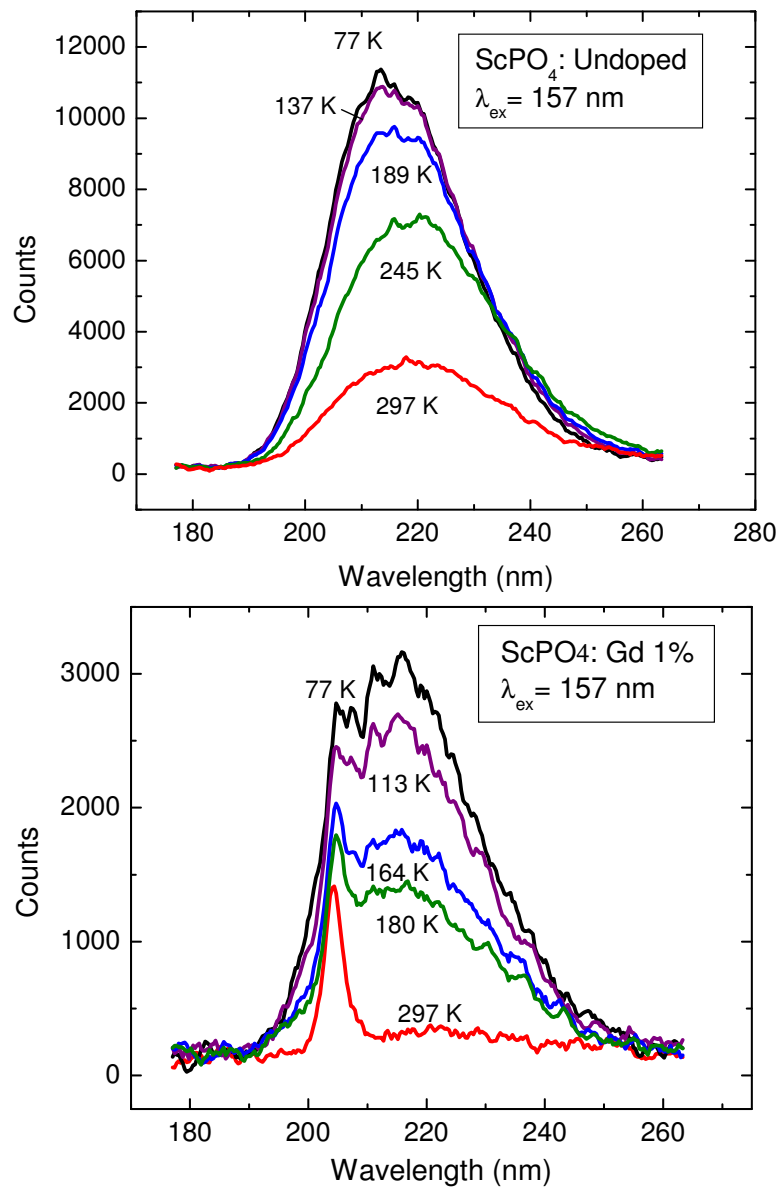 12000
10000
8000
6000
4000
2000
0
Counts
77 K
137 K
189 K
245 K
297 K
ScPO₄: Undoped
λₑₓ= 157 nm
180 200 220 240 260 280
Wavelength (nm)
3000
2000
1000
0
Counts
77 K
113 K
164 K
180 K
297 K
ScPO4: Gd 1%
λₑₓ= 157 nm
180 200 220 240 260
Wavelength (nm)